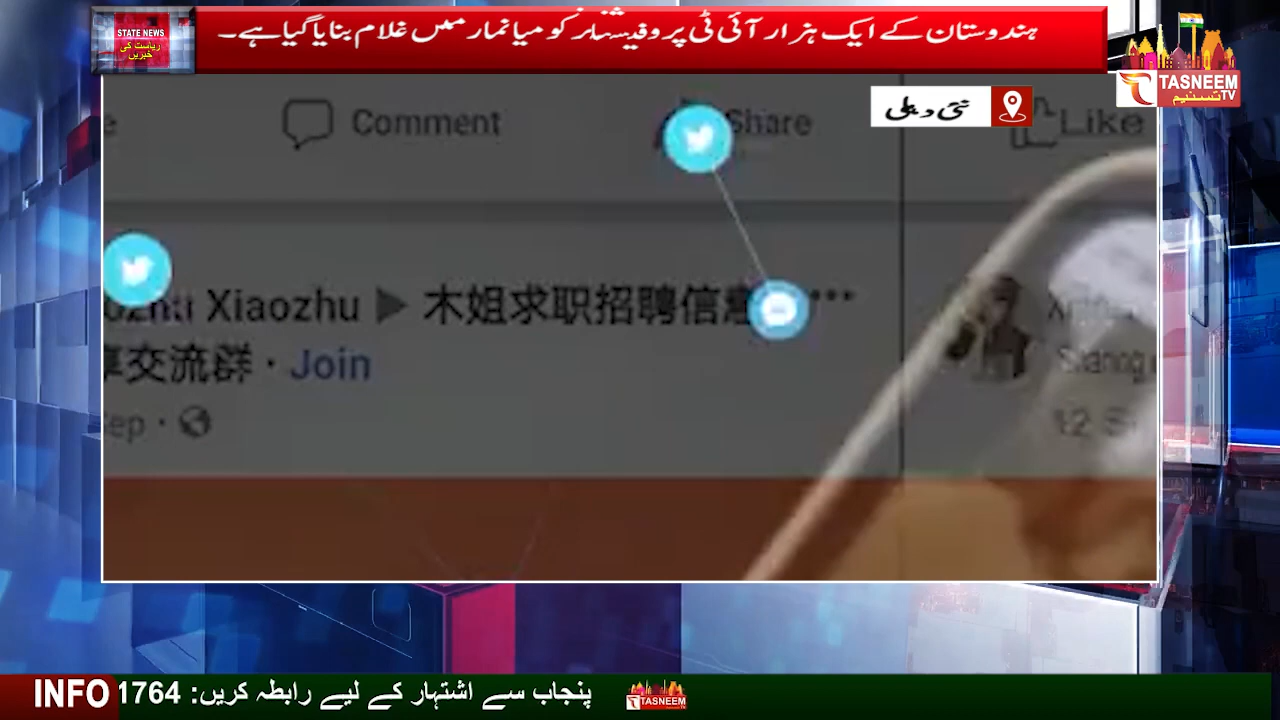 STATE NEWS
ریاست کی
خبریں
ہندوستان کے ایک ہزار آئی ٹی پروفیشنلز کو میانمار میں غلام بنایا گیا ہے۔
TASNEEM
تسنیم TV
نئی دہلی
Comment
Share
Like
Xiaozhu ▶ 木姐求职招聘信息
交流群 · Join
12 S
INFO
پنجاب سے اشتہار کے لیے رابطہ کریں: 1764
TASNEEM